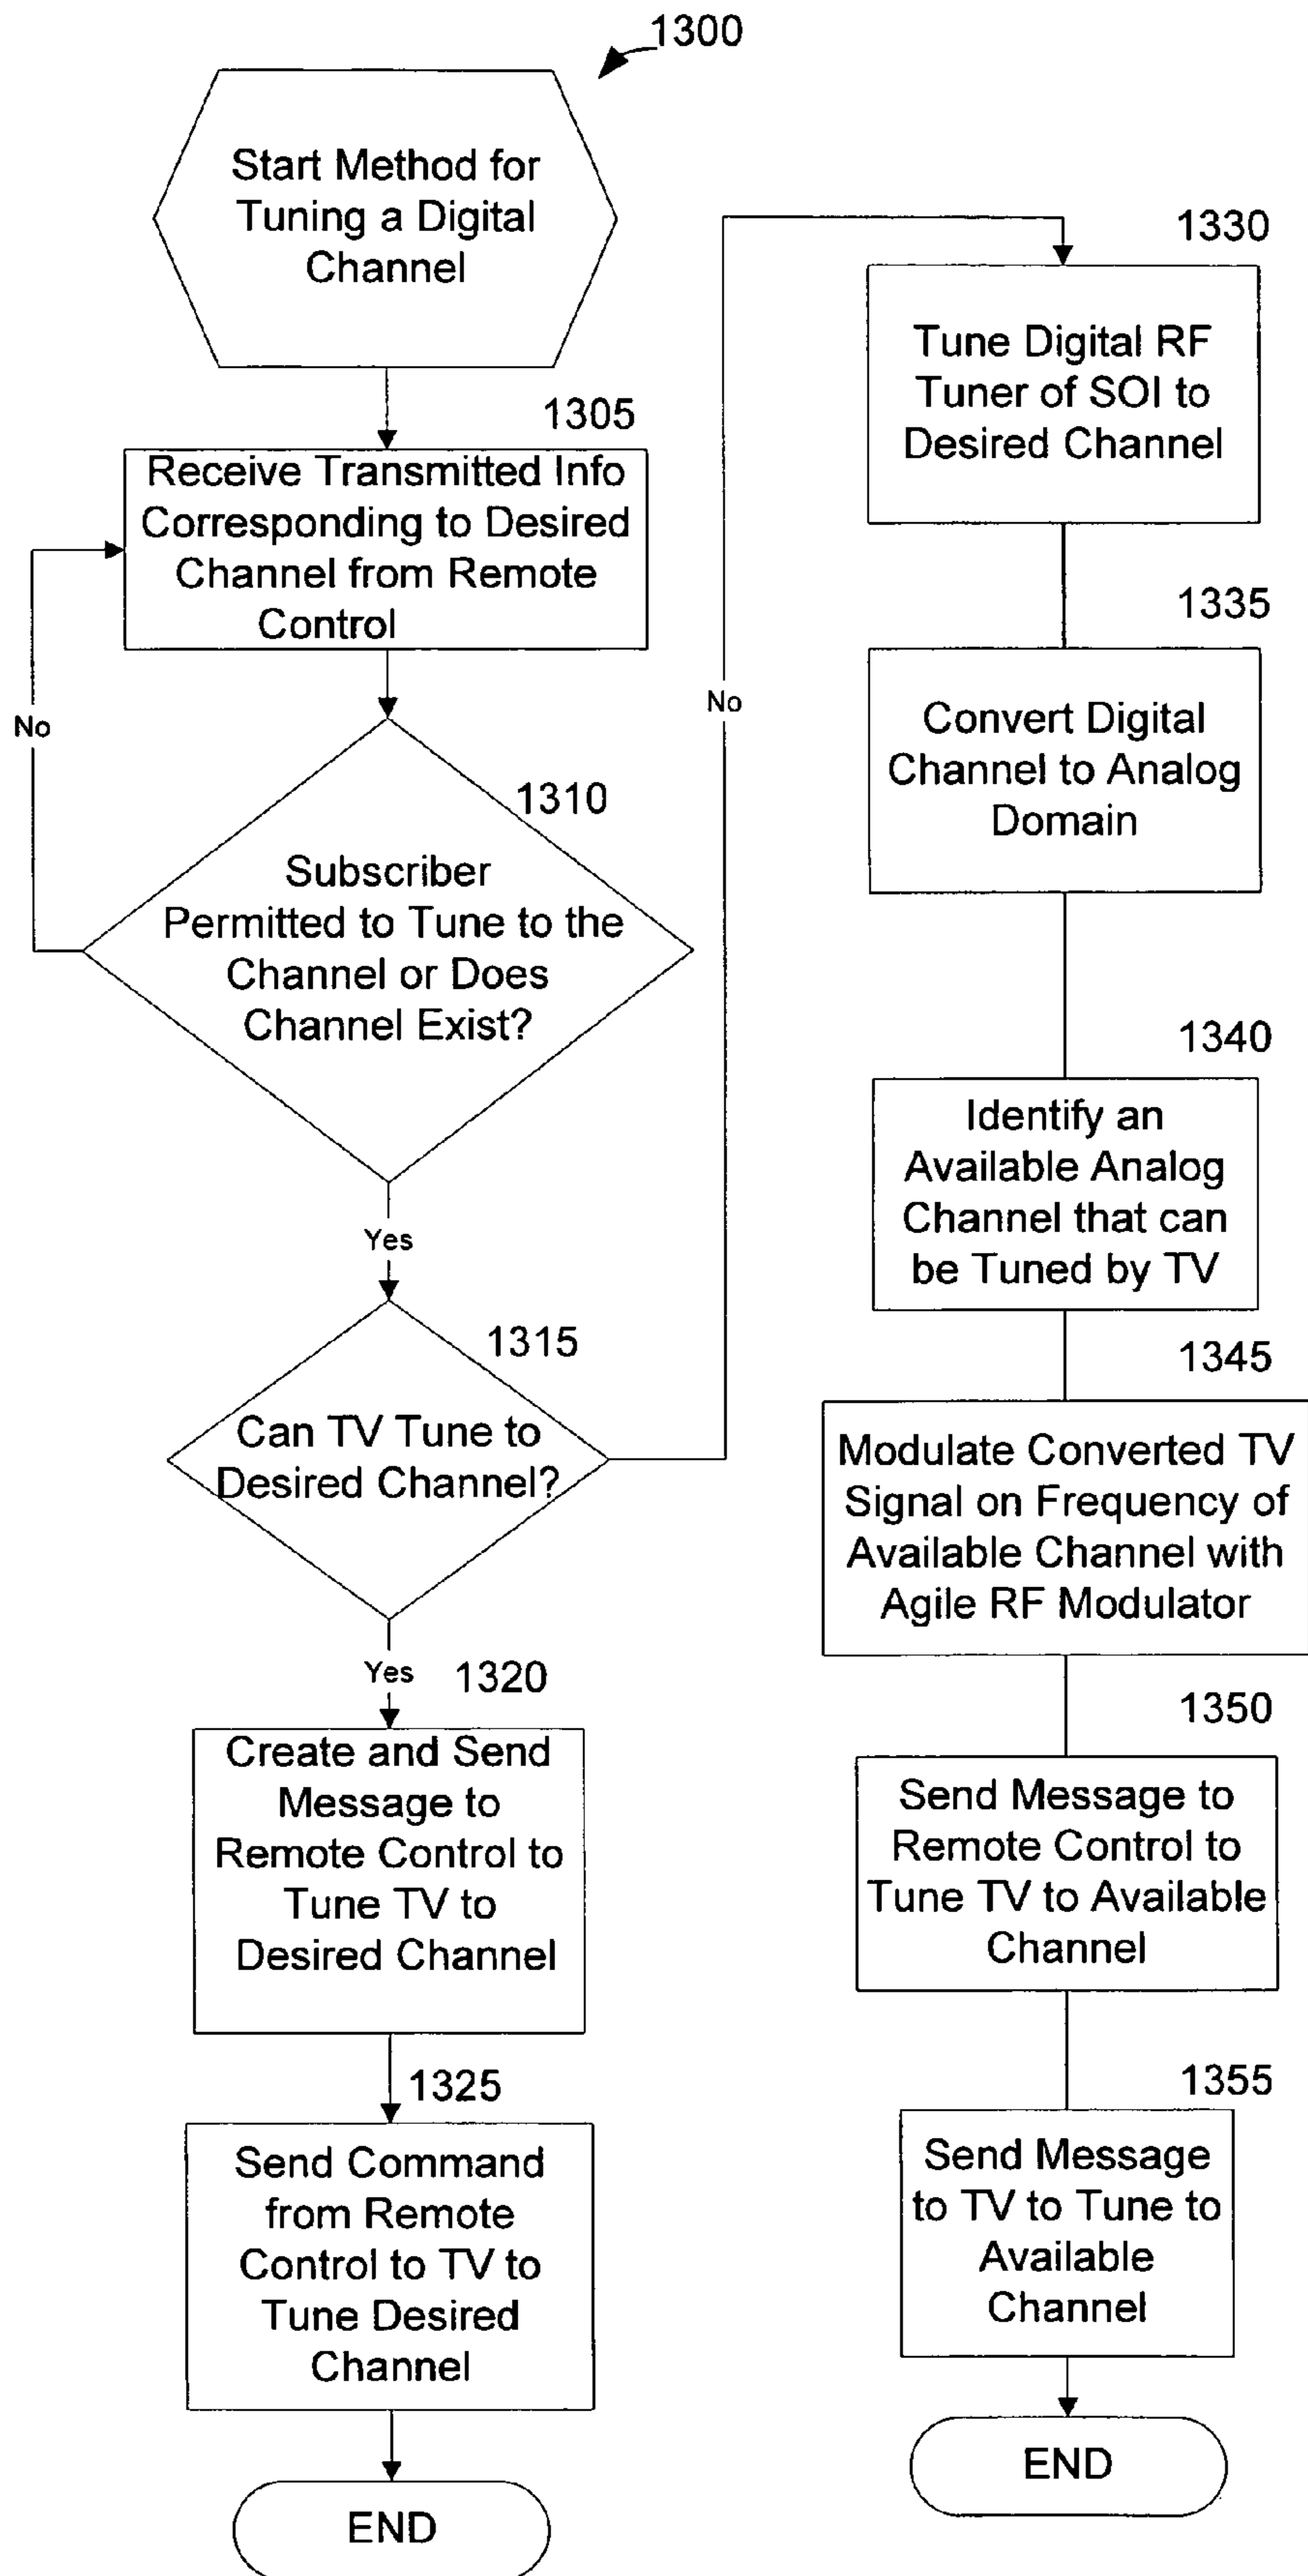 1300
Start Method for
Tuning a Digital
Channel
1305
Receive Transmitted Info
Corresponding to Desired
Channel from Remote
Control
No
1310
Subscriber
Permitted to Tune to the
Channel or Does
Channel Exist?
Yes
1315
Can TV Tune to
Desired Channel?
No
Yes
1320
Create and Send
Message to
Remote Control to
Tune TV to
Desired Channel
1325
Send Command
from Remote
Control to TV to
Tune Desired
Channel
END
1330
Tune Digital RF
Tuner of SOI to
Desired Channel
1335
Convert Digital
Channel to Analog
Domain
1340
Identify an
Available Analog
Channel that can
be Tuned by TV
1345
Modulate Converted TV
Signal on Frequency of
Available Channel with
Agile RF Modulator
1350
Send Message to
Remote Control to
Tune TV to Available
Channel
1355
Send Message
to TV to Tune to
Available
Channel
END